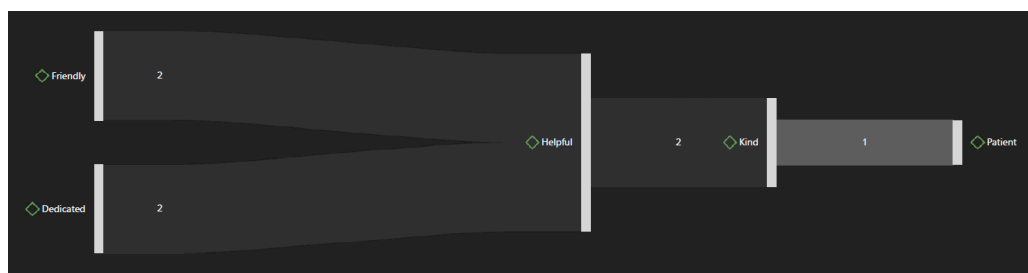 Friendly
2
Helpful
2
Kind
1
Patient
Dedicated
2